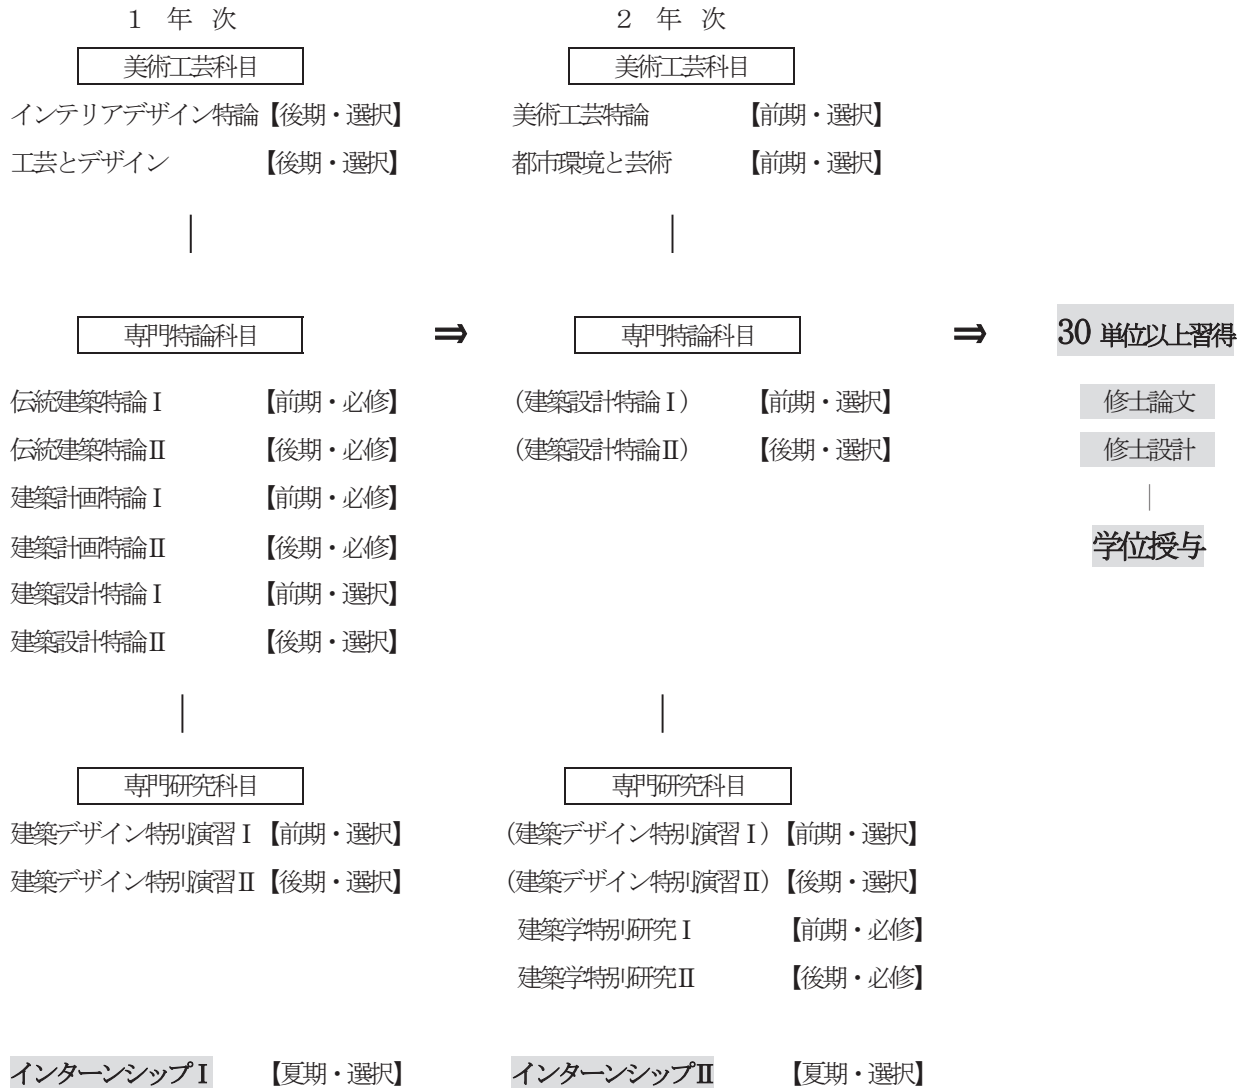 1 年 次 2 年 次
美術工芸科目 美術工芸科目
インテリアデザイン特論【後期・選択】 美術工芸特論 【前期・選択】
工芸とデザイン 【後期・選択】 都市環境と芸術 【前期・選択】
専門特論科目 ⇒ 専門特論科目 ⇒ 30 単位以上習得
伝統建築特論Ⅰ 【前期・必修】 (建築設計特論Ⅰ) 【前期・選択】 修士論文
伝統建築特論Ⅱ 【後期・必修】 (建築設計特論Ⅱ) 【後期・選択】 修士設計
建築計画特論Ⅰ 【前期・必修】
建築計画特論Ⅱ 【後期・必修】 学位授与
建築設計特論Ⅰ 【前期・選択】
建築設計特論Ⅱ 【後期・選択】
専門研究科目 専門研究科目
建築デザイン特別演習Ⅰ【前期・選択】 (建築デザイン特別演習Ⅰ)【前期・選択】
建築デザイン特別演習Ⅱ【後期・選択】 (建築デザイン特別演習Ⅱ)【後期・選択】
建築学特別研究Ⅰ 【前期・必修】
建築学特別研究Ⅱ 【後期・必修】
インターンシップⅠ 【夏期・選択】 インターンシップⅡ 【夏期・選択】